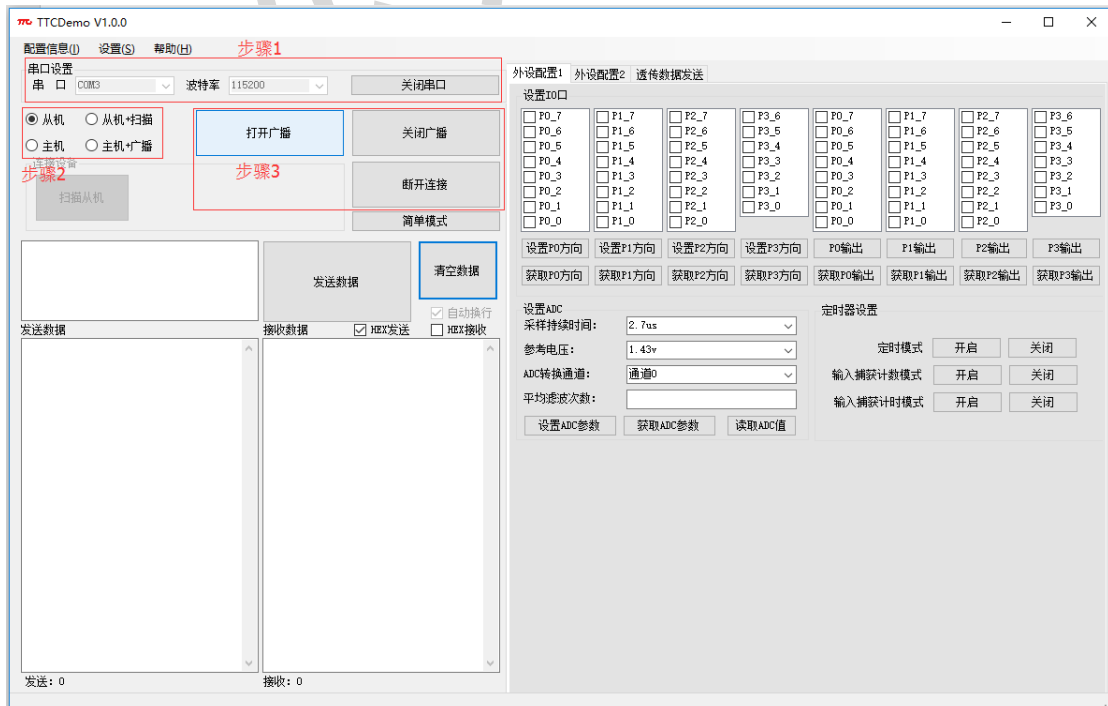 TTCDemo V1.0.0
配置信息(I) 设置(S) 帮助(H)
步骤1
串口设置
串 口 COM3 波特率 115200 关闭串口
从机 从机+扫描
主机 主机+广播
步骤2
打开广播 关闭广播
步骤3
连接设备
扫描从机
断开连接
简单模式
发送数据
清空数据
自动换行
发送数据 接收数据 HEX发送 HEX接收
发送: 0 接收: 0
外设配置1 外设配置2 透传数据发送
设置IO口
P0_7 P1_7 P2_7 P3_6 P0_7 P1_7 P2_7 P3_6
P0_6 P1_6 P2_6 P3_5 P0_6 P1_6 P2_6 P3_5
P0_5 P1_5 P2_5 P3_4 P0_5 P1_5 P2_5 P3_4
P0_4 P1_4 P2_4 P3_3 P0_4 P1_4 P2_4 P3_3
P0_3 P1_3 P2_3 P3_2 P0_3 P1_3 P2_3 P3_2
P0_2 P1_2 P2_2 P3_1 P0_2 P1_2 P2_2 P3_1
P0_1 P1_1 P2_1 P3_0 P0_1 P1_1 P2_1 P3_0
P0_0 P1_0 P2_0 P0_0 P1_0 P2_0
设置P0方向 设置P1方向 设置P2方向 设置P3方向 P0输出 P1输出 P2输出 P3输出
获取P0方向 获取P1方向 获取P2方向 获取P3方向 获取P0输出 获取P1输出 获取P2输出 获取P3输出
设置ADC
采样持续时间: 2.7us
参考电压: 1.43v
ADC转换通道: 通道0
平均滤波次数:
设置ADC参数 获取ADC参数 读取ADC值
定时器设置
定时模式 开启 关闭
输入捕获计数模式 开启 关闭
输入捕获计时模式 开启 关闭